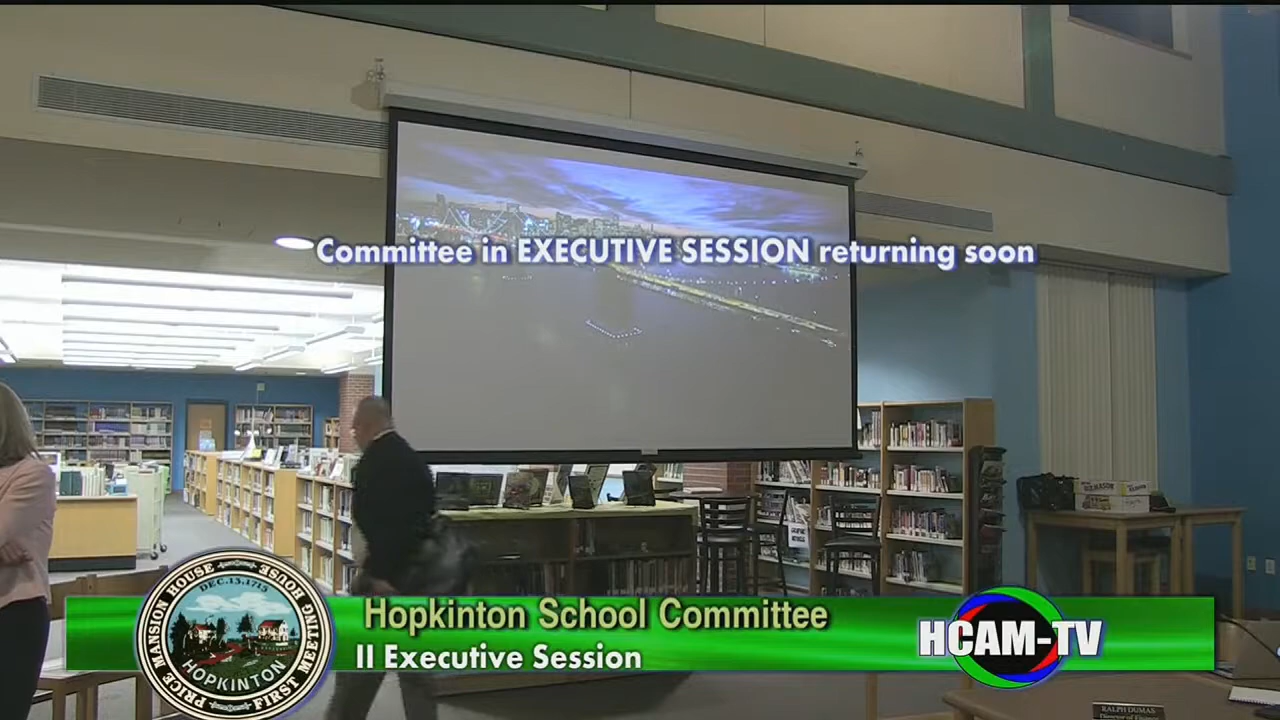 Committee in EXECUTIVE SESSION returning soon
Hopkinton School Committee
II Executive Session
HCAM-TV
PRICE MANSION HOUSE
FIRST MEETING HOUSE
DEC.13.1715
HOPKINTON
RALPH DUMAS